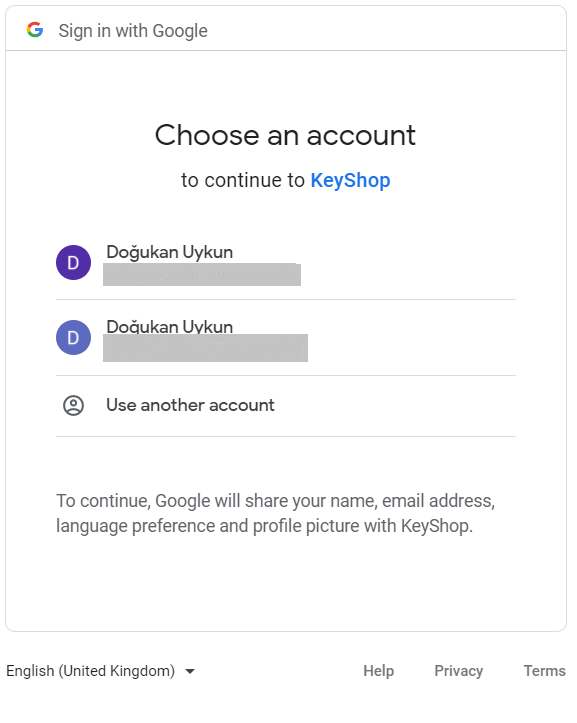 Sign in with Google
Choose an account
to continue to KeyShop
D
Doğukan Uykun
D
Doğukan Uykun
Use another account
To continue, Google will share your name, email address,
language preference and profile picture with KeyShop.
English (United Kingdom)
Help
Privacy
Terms